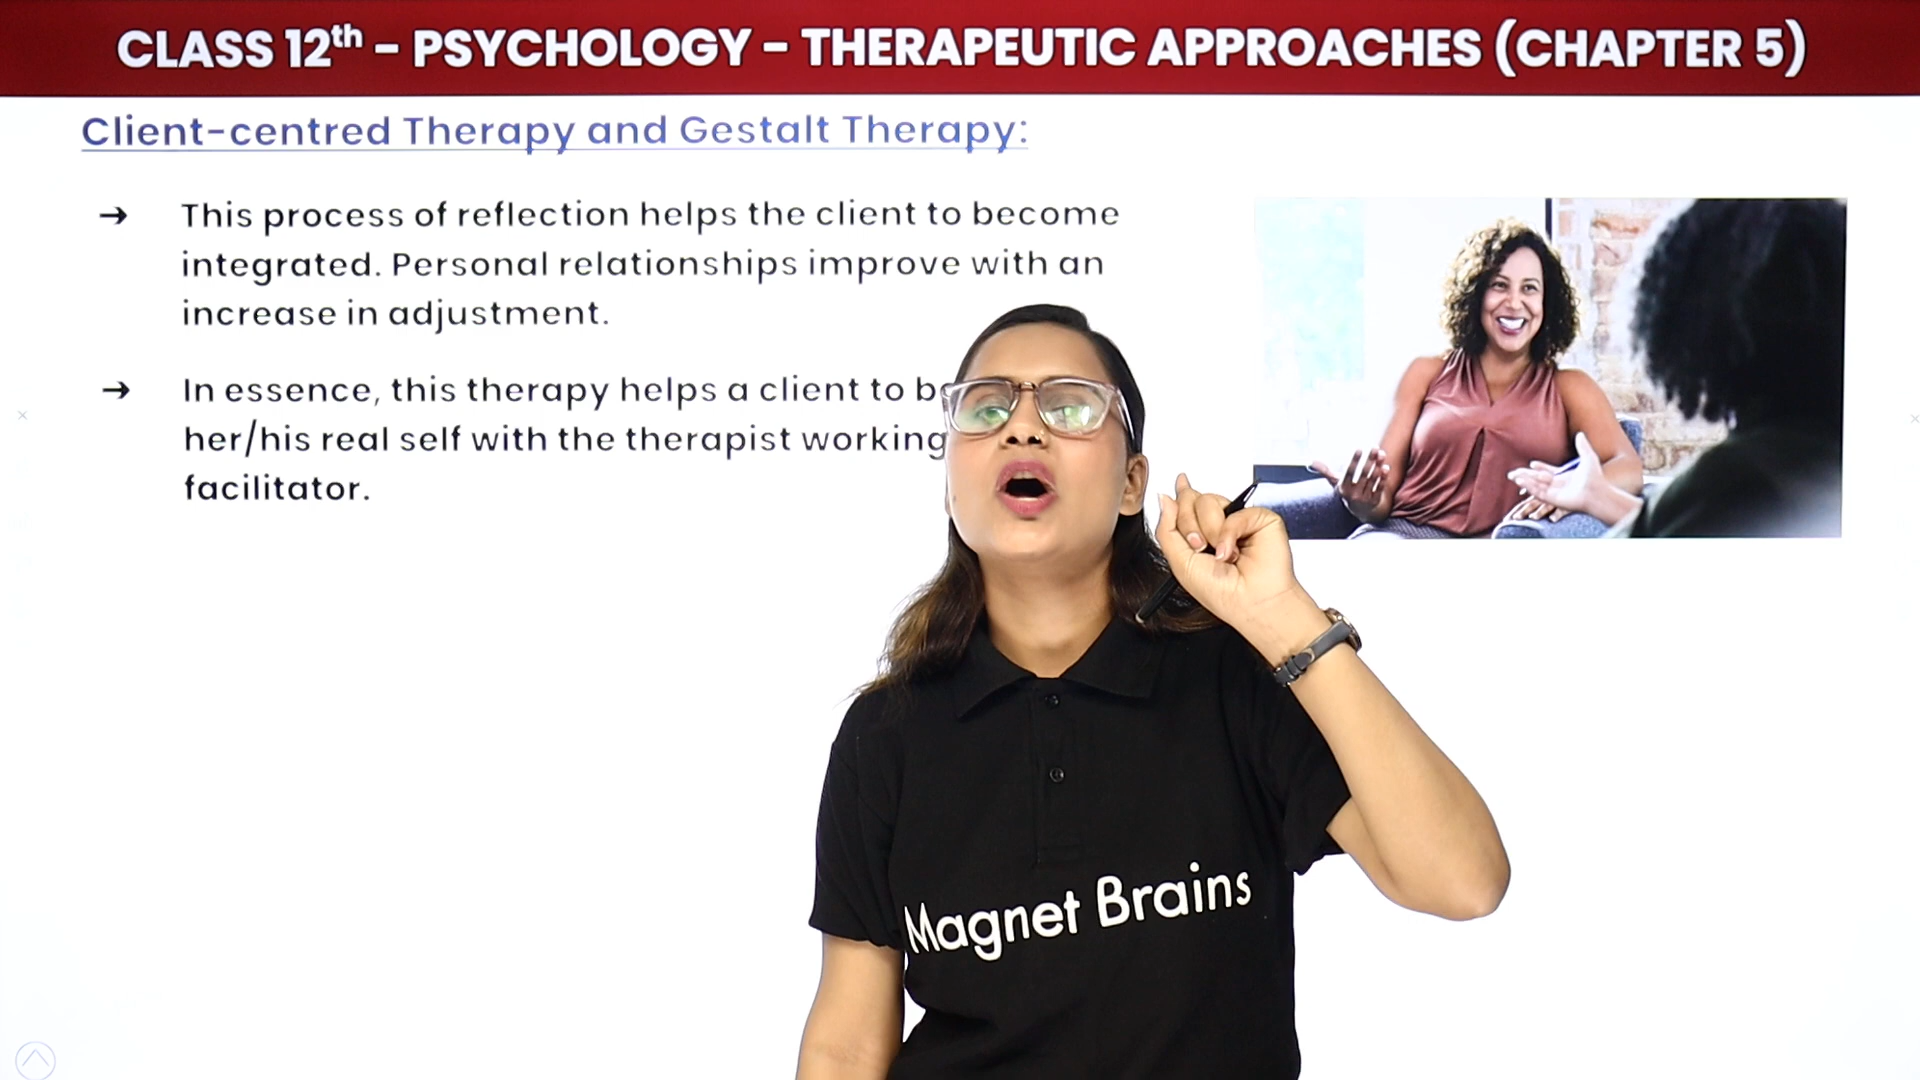 CLASS 12th - PSYCHOLOGY - THERAPEUTIC APPROACHES (CHAPTER 5)
Client-centred Therapy and Gestalt Therapy:
➔ This process of reflection helps the client to become
integrated. Personal relationships improve with an
increase in adjustment.
➔ In essence, this therapy helps a client to
her/his real self with the therapist working
facilitator.
Magnet Brains